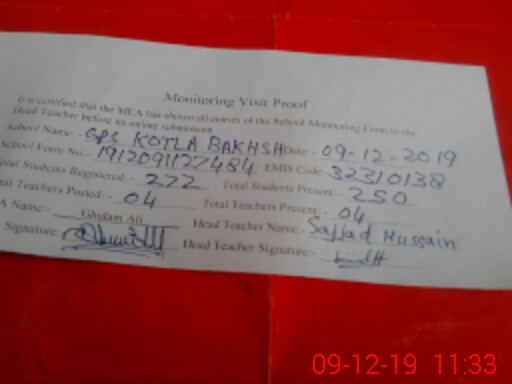 Monitoring Visit Proof
It is certified that the MEA has shown all entries of the School Monitoring Form to the
Head Teacher before its online submission
School Name:- GPS KOTLA BAKHSH Date:- 09-12-2019
School Form No.:- 191209112
EMIS Code 32310138
Total Students Registered:- 272 Total Students Present:- 250
Total Teachers Posted:- 04 Total Teachers Present:- 04
A Name:- Ghulam Ali Head Teacher Name:- Sajjad Hussain
Signature: Head Teacher Signature:-
09-12-19 11:33